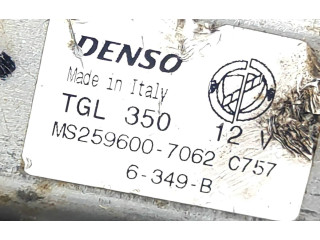 DENSO
Made in Italy
TGL 350 12 V
MS259600-7062 C757
6-349-B